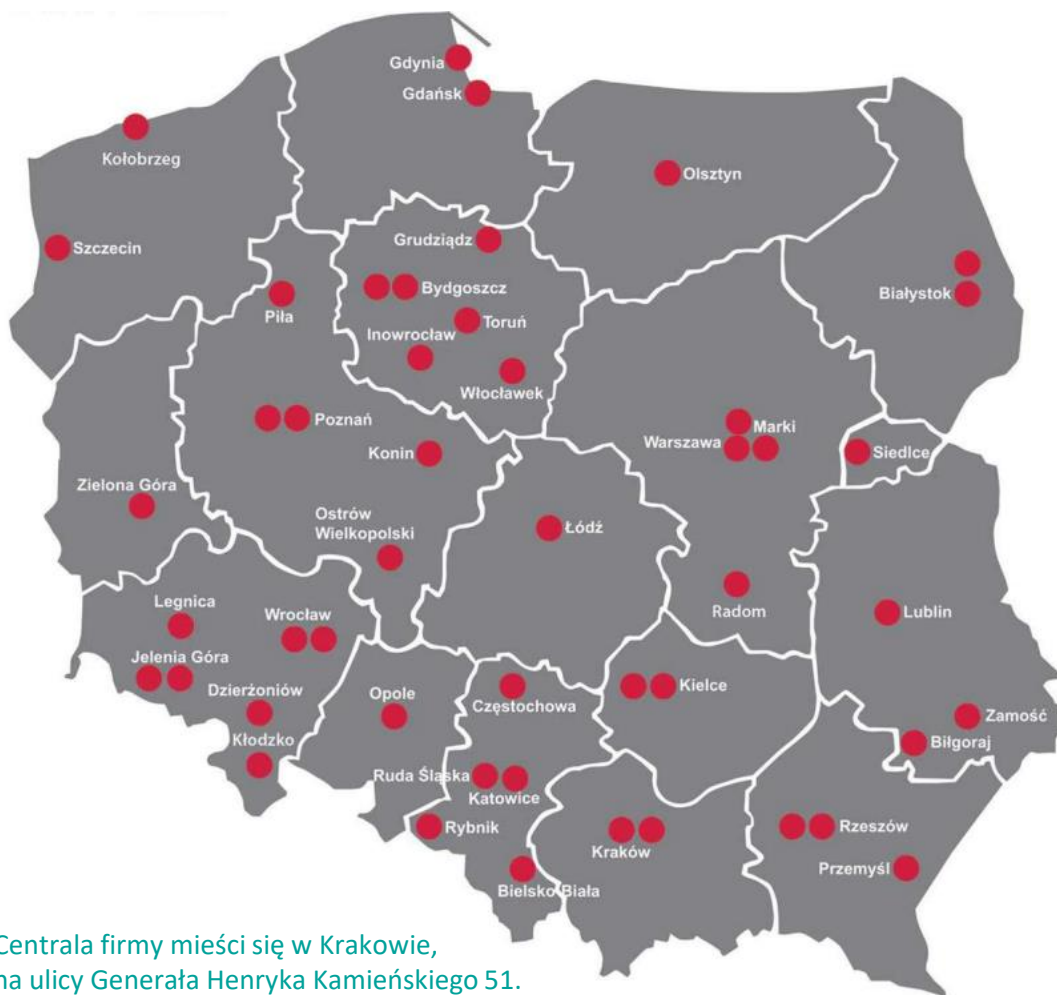 Gdynia
Gdańsk
Kołobrzeg
Olsztyn
Szczecin
Grudziądz
Białystok
Bydgoszcz
Piła
Toruń
Inowrocław
Włocławek
Poznań
Marki
Warszawa
Siedlce
Konin
Zielona Góra
Ostrów
Wielkopolski
Łódź
Legnica
Wrocław
Radom
Lublin
Jelenia Góra
Dzierżoniów
Opole
Częstochowa
Kielce
Zamość
Kłodzko
Biłgoraj
Ruda Śląska
Katowice
Rybnik
Kraków
Rzeszów
Przemyśl
Bielsko Biała
Centrala firmy mieści się w Krakowie,
na ulicy Generała Henryka Kamieńskiego 51.